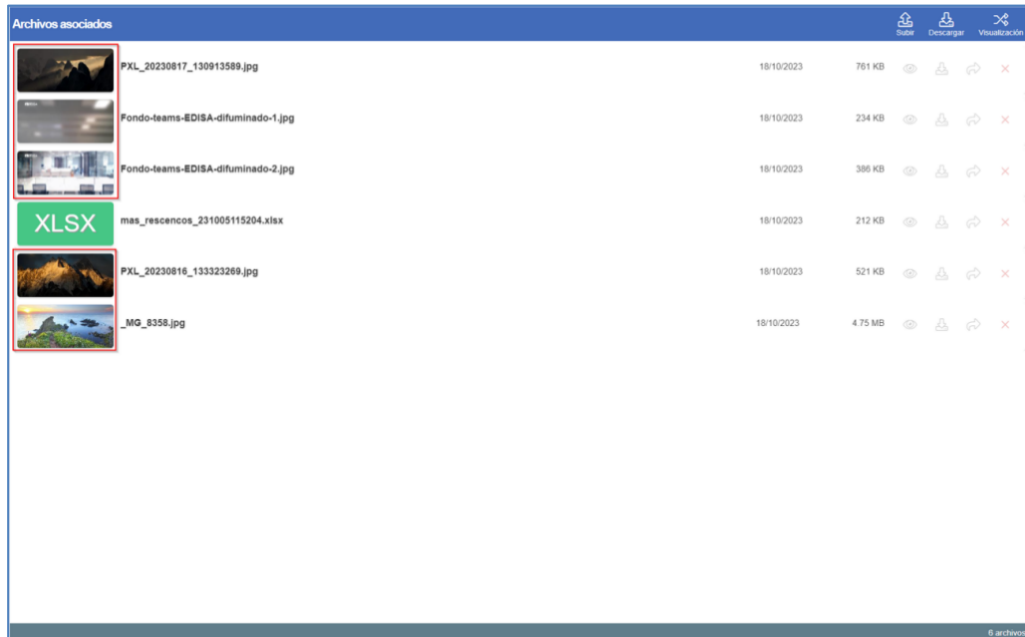 Archivos asociados
Subir Descargar Visualización
PXL_20230817_130913589.jpg 18/10/2023 761 KB
Fondo-teams-EDISA-difuminado-1.jpg 18/10/2023 234 KB
Fondo-teams-EDISA-difuminado-2.jpg 18/10/2023 386 KB
XLSX mas_rescencos_231005115204.xlsx 18/10/2023 212 KB
PXL_20230816_133323269.jpg 18/10/2023 521 KB
_MG_8358.jpg 18/10/2023 4.75 MB
6 archivos